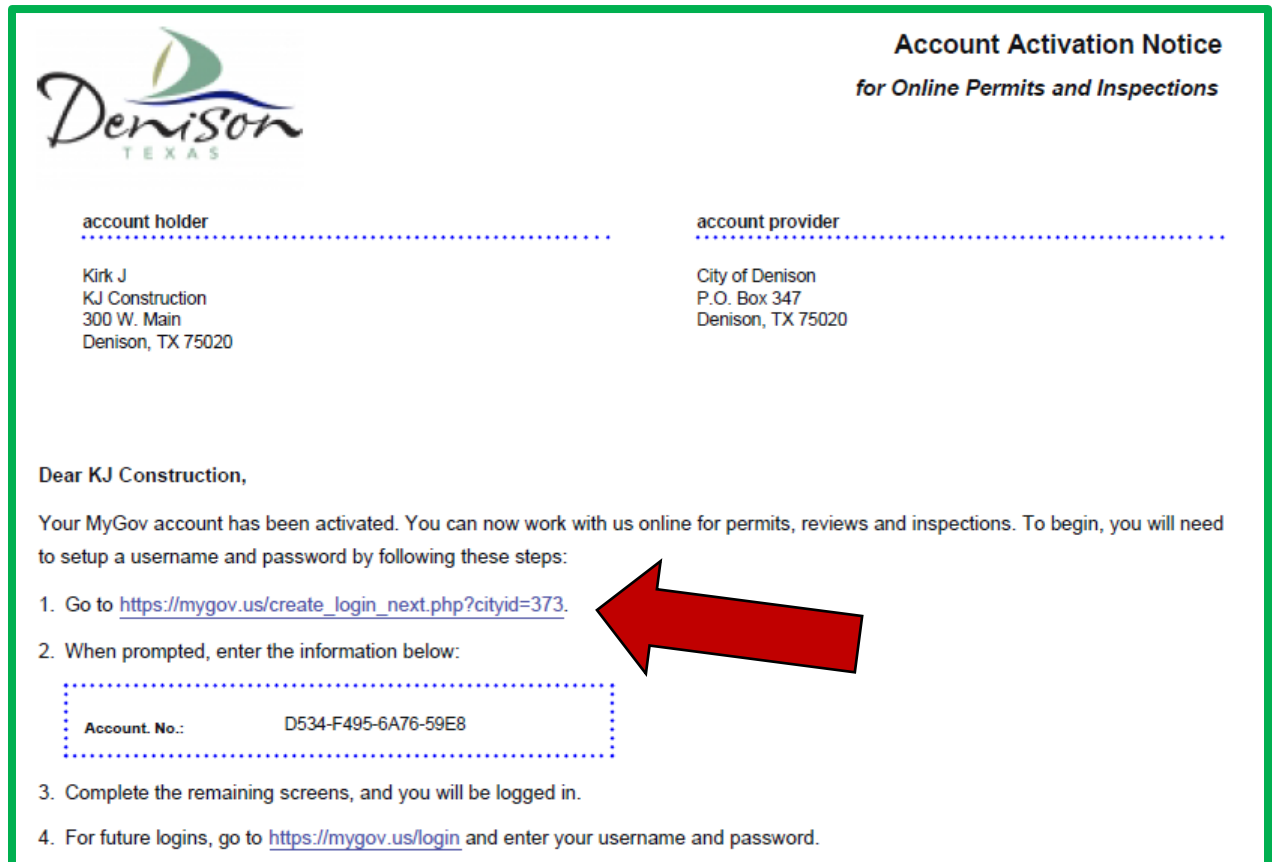 Denison
TEXAS
Account Activation Notice
for Online Permits and Inspections
account holder
Kirk J
KJ Construction
300 W. Main
Denison, TX 75020
account provider
City of Denison
P.O. Box 347
Denison, TX 75020
Dear KJ Construction,
Your MyGov account has been activated. You can now work with us online for permits, reviews and inspections. To begin, you will need
to setup a username and password by following these steps:
1. Go to https://mygov.us/create_login_next.php?cityid=373.
2. When prompted, enter the information below:
Account. No.: D534-F495-6A76-59E8
3. Complete the remaining screens, and you will be logged in.
4. For future logins, go to https://mygov.us/login and enter your username and password.